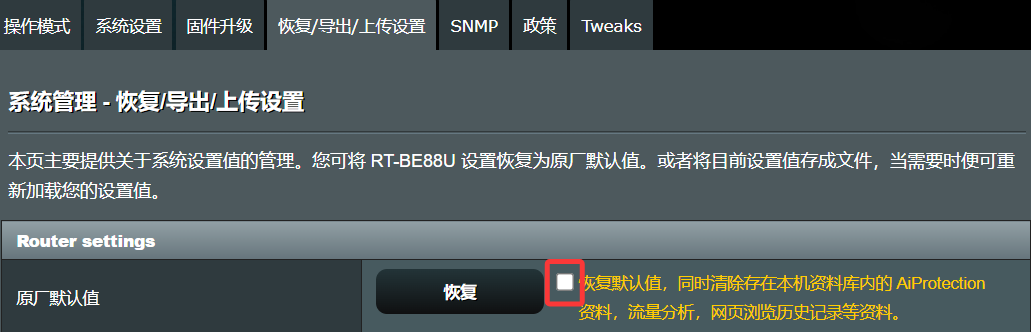 操作模式 系统设置 固件升级 恢复/导出/上传设置 SNMP 政策 Tweaks
系统管理 - 恢复/导出/上传设置
本页主要提供关于系统设置值的管理。您可将 RT-BE88U 设置恢复为原厂默认值。或者将目前设置值存成文件，当需要时便可重
新加载您的设置值。
Router settings
原厂默认值 恢复 恢复默认值，同时清除存在本机资料库内的 AiProtection
资料，流量分析，网页浏览历史记录等资料。